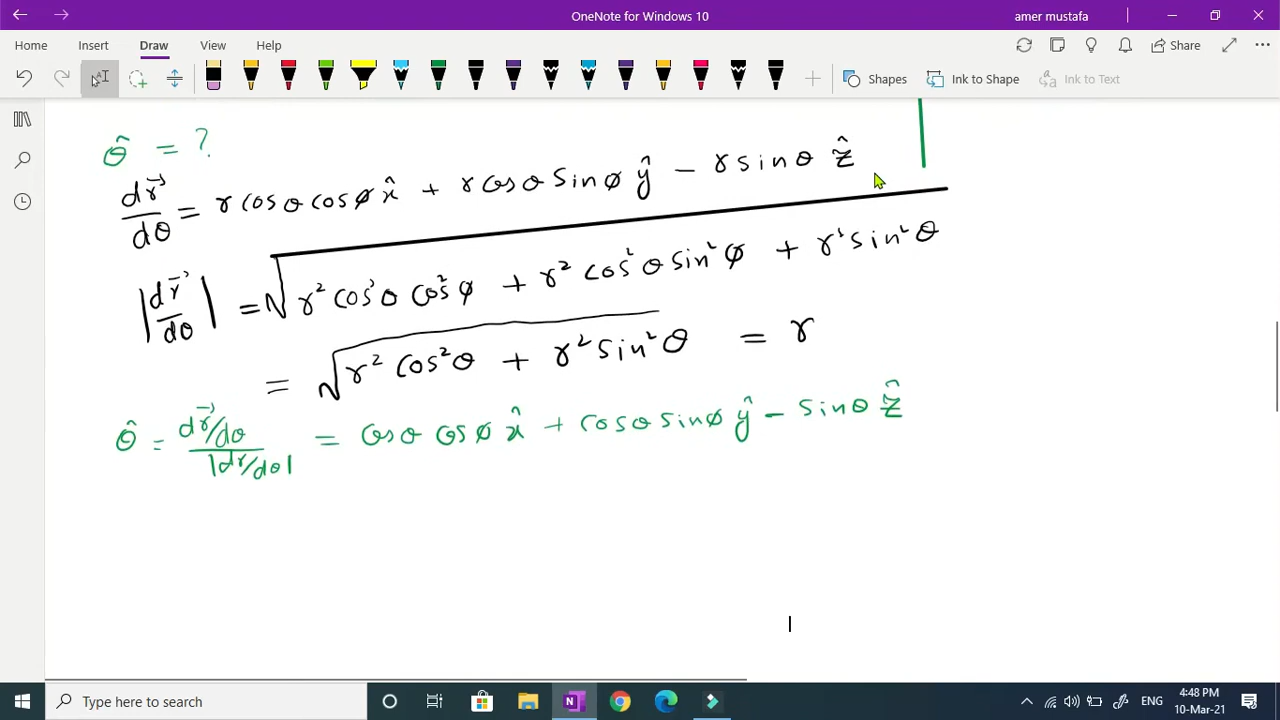 OneNote for Windows 10
amer mustafa
Home Insert Draw View Help
Share
Shapes
Ink to Shape
Ink to Text
θ̂ = ?
dr⃗/dθ = r cosθ cosφ x̂ + r cosθ sinφ ŷ − r sinθ ẑ
|dr⃗/dθ| = √(r² cos²θ cos²φ + r² cos²θ sin²φ + r² sin²θ)
= √(r² cos²θ + r² sin²θ) = r
θ̂ = (dr⃗/dθ)/|dr/dθ| = cosθ cosφ x̂ + cosθ sinφ ŷ − sinθ ẑ
Type here to search
ENG
4:48 PM
10-Mar-21